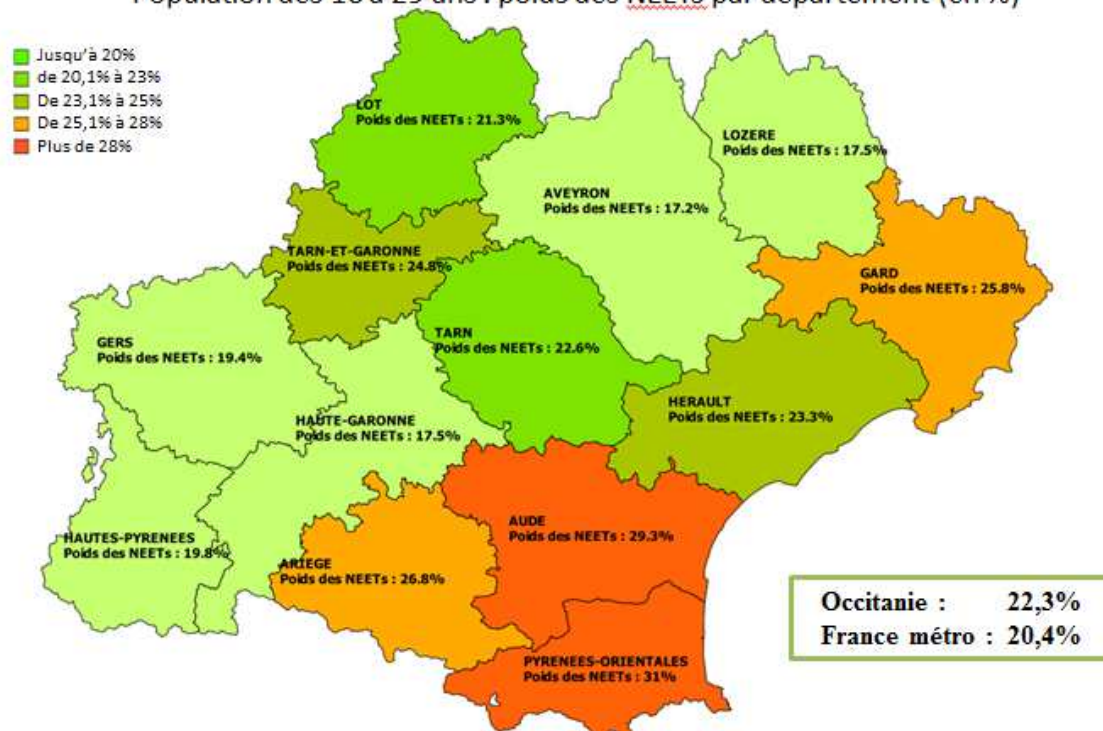 Population des 16 à 25 ans : poids des NEETs par département (en %)
Jusqu'à 20%
de 20,1% à 23%
De 23,1% à 25%
De 25,1% à 28%
Plus de 28%
LOT
Poids des NEETs : 21.3%
LOZERE
Poids des NEETs : 17.5%
AVEYRON
Poids des NEETs : 17.2%
TARN-ET-GARONNE
Poids des NEETs : 24.8%
GARD
Poids des NEETs : 25.8%
GERS
Poids des NEETs : 19.4%
TARN
Poids des NEETs : 22.6%
HERAULT
Poids des NEETs : 23.3%
HAUTE-GARONNE
Poids des NEETs : 17.5%
AUDE
Poids des NEETs : 29.3%
HAUTES-PYRENEES
Poids des NEETs : 19.8%
ARIEGE
Poids des NEETs : 26.8%
Occitanie : 22,3%
France métro : 20,4%
PYRENEES-ORIENTALES
Poids des NEETs : 31%